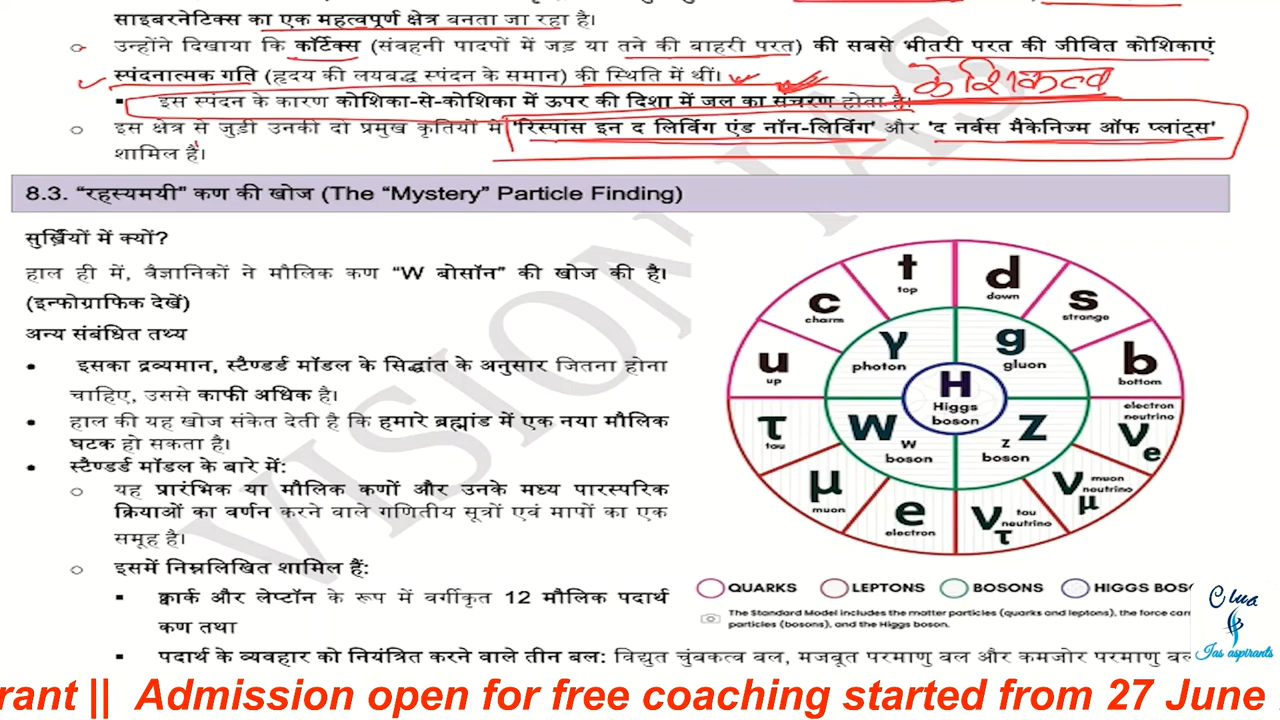 साइबरनेटिक्स का एक महत्वपूर्ण क्षेत्र बनता जा रहा है।
○ उन्होंने दिखाया कि कॉर्टेक्स (संवहनी पादपों में जड़ या तने की बाहरी परत) की सबसे भीतरी परत की जीवित कोशिकाएं
स्पंदनात्मक गति (हृदय की लयबद्ध स्पंदन के समान) की स्थिति में थीं।
केशिकत्व
▪ इस स्पंदन के कारण कोशिका-से-कोशिका में ऊपर की दिशा में जल का संचरण होता है।
○ इस क्षेत्र से जुड़ी उनकी दो प्रमुख कृतियों में 'रिस्पांस इन द लिविंग एंड नॉन-लिविंग' और 'द नर्वस मैकेनिज्म ऑफ प्लांट्स'
शामिल हैं।
8.3. “रहस्यमयी” कण की खोज (The “Mystery” Particle Finding)
सुर्ख़ियों में क्यों?
हाल ही में, वैज्ञानिकों ने मौलिक कण “W बोसॉन” की खोज की है।
(इन्फोग्राफिक देखें)
अन्य संबंधित तथ्य
• इसका द्रव्यमान, स्टैण्डर्ड मॉडल के सिद्धांत के अनुसार जितना होना
चाहिए, उससे काफी अधिक है।
• हाल की यह खोज संकेत देती है कि हमारे ब्रह्मांड में एक नया मौलिक
घटक हो सकता है।
• स्टैण्डर्ड मॉडल के बारे में:
○ यह प्रारंभिक या मौलिक कणों और उनके मध्य पारस्परिक
क्रियाओं का वर्णन करने वाले गणितीय सूत्रों एवं मापों का एक
समूह है।
○ इसमें निम्नलिखित शामिल हैं:
▪ क्वार्क और लेप्टॉन के रूप में वर्गीकृत 12 मौलिक पदार्थ
कण तथा
▪ पदार्थ के व्यवहार को नियंत्रित करने वाले तीन बल: विद्युत चुंबकत्व बल, मजबूत परमाणु बल और कमजोर परमाणु बल
t
top
d
down
c
charm
s
strange
γ
photon
g
gluon
u
up
b
bottom
H
Higgs
boson
τ
tau
W
W
boson
Z
Z
boson
electron
neutrino
νe
μ
muon
e
electron
ντ
tau
neutrino
νμ
muon
neutrino
QUARKS LEPTONS BOSONS HIGGS BOS
The Standard Model includes the matter particles (quarks and leptons), the force carr
particles (bosons), and the Higgs boson.
VISION IAS
Clue
Ias aspirants
rant || Admission open for free coaching started from 27 June